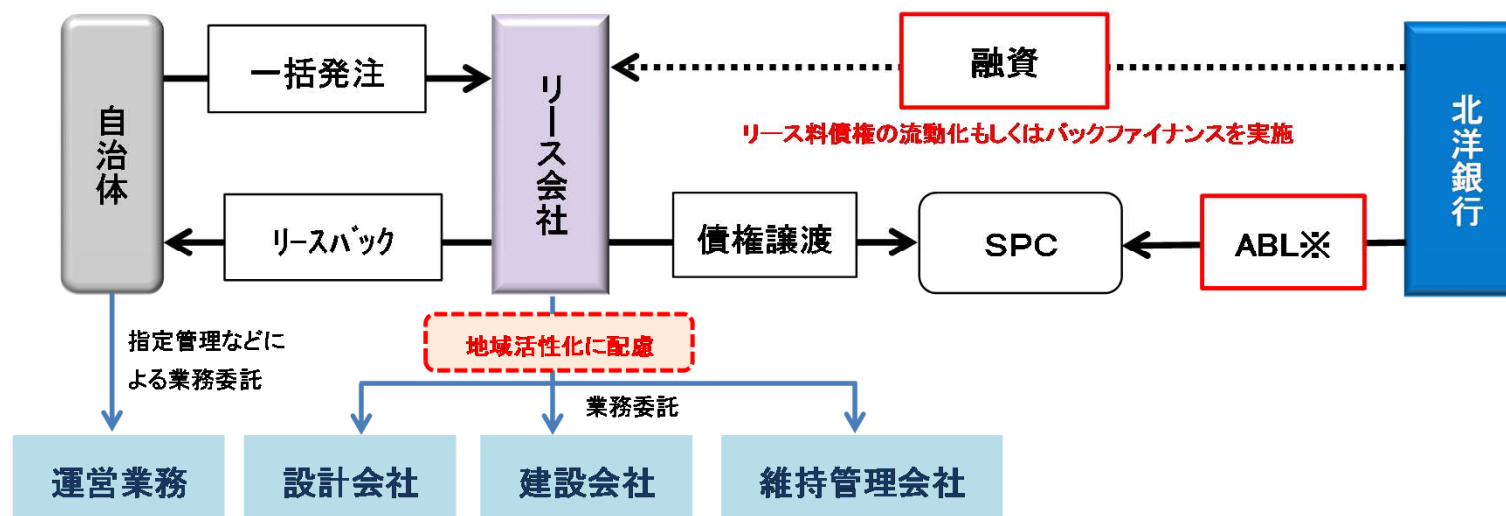 一括発注
融資
自治体
リース会社
北洋銀行
リース料債権の流動化もしくはバックファイナンスを実施
リースバック
債権譲渡
SPC
ABL※
指定管理などに
よる業務委託
地域活性化に配慮
業務委託
運営業務
設計会社
建設会社
維持管理会社